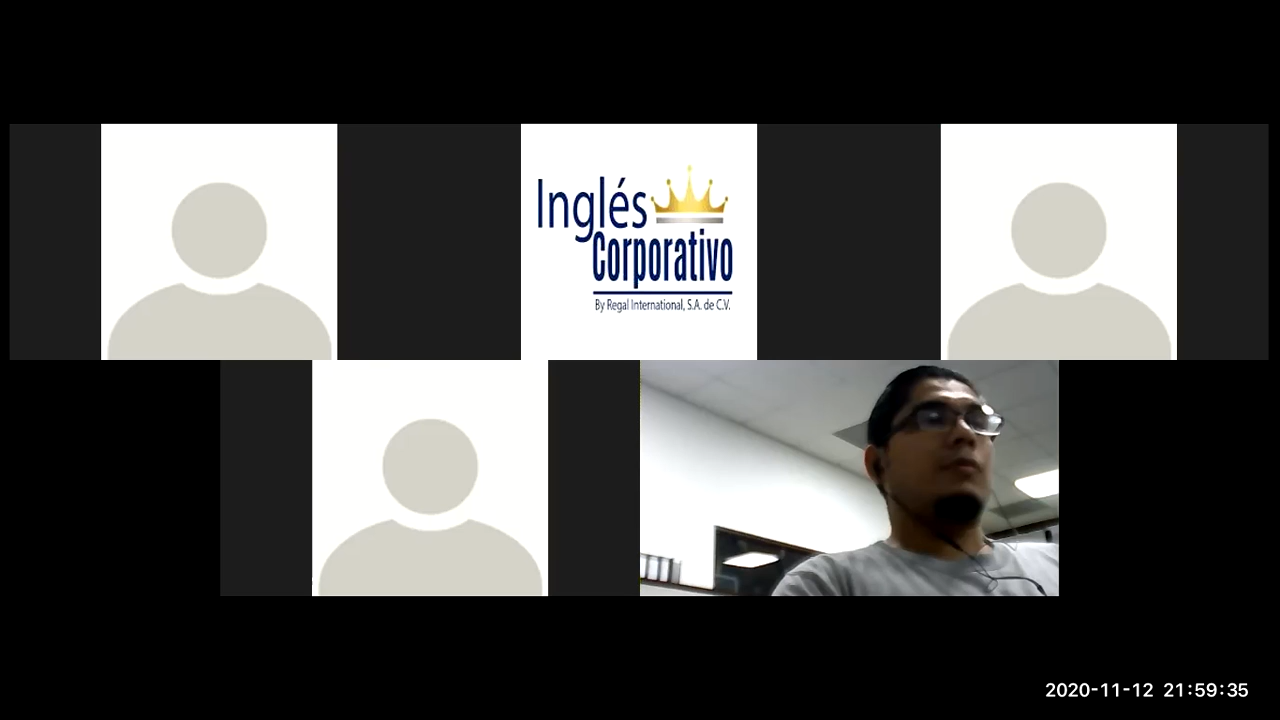 Inglés
Corporativo
By Regal International, S.A. de C.V.
2020-11-12 21:59:35